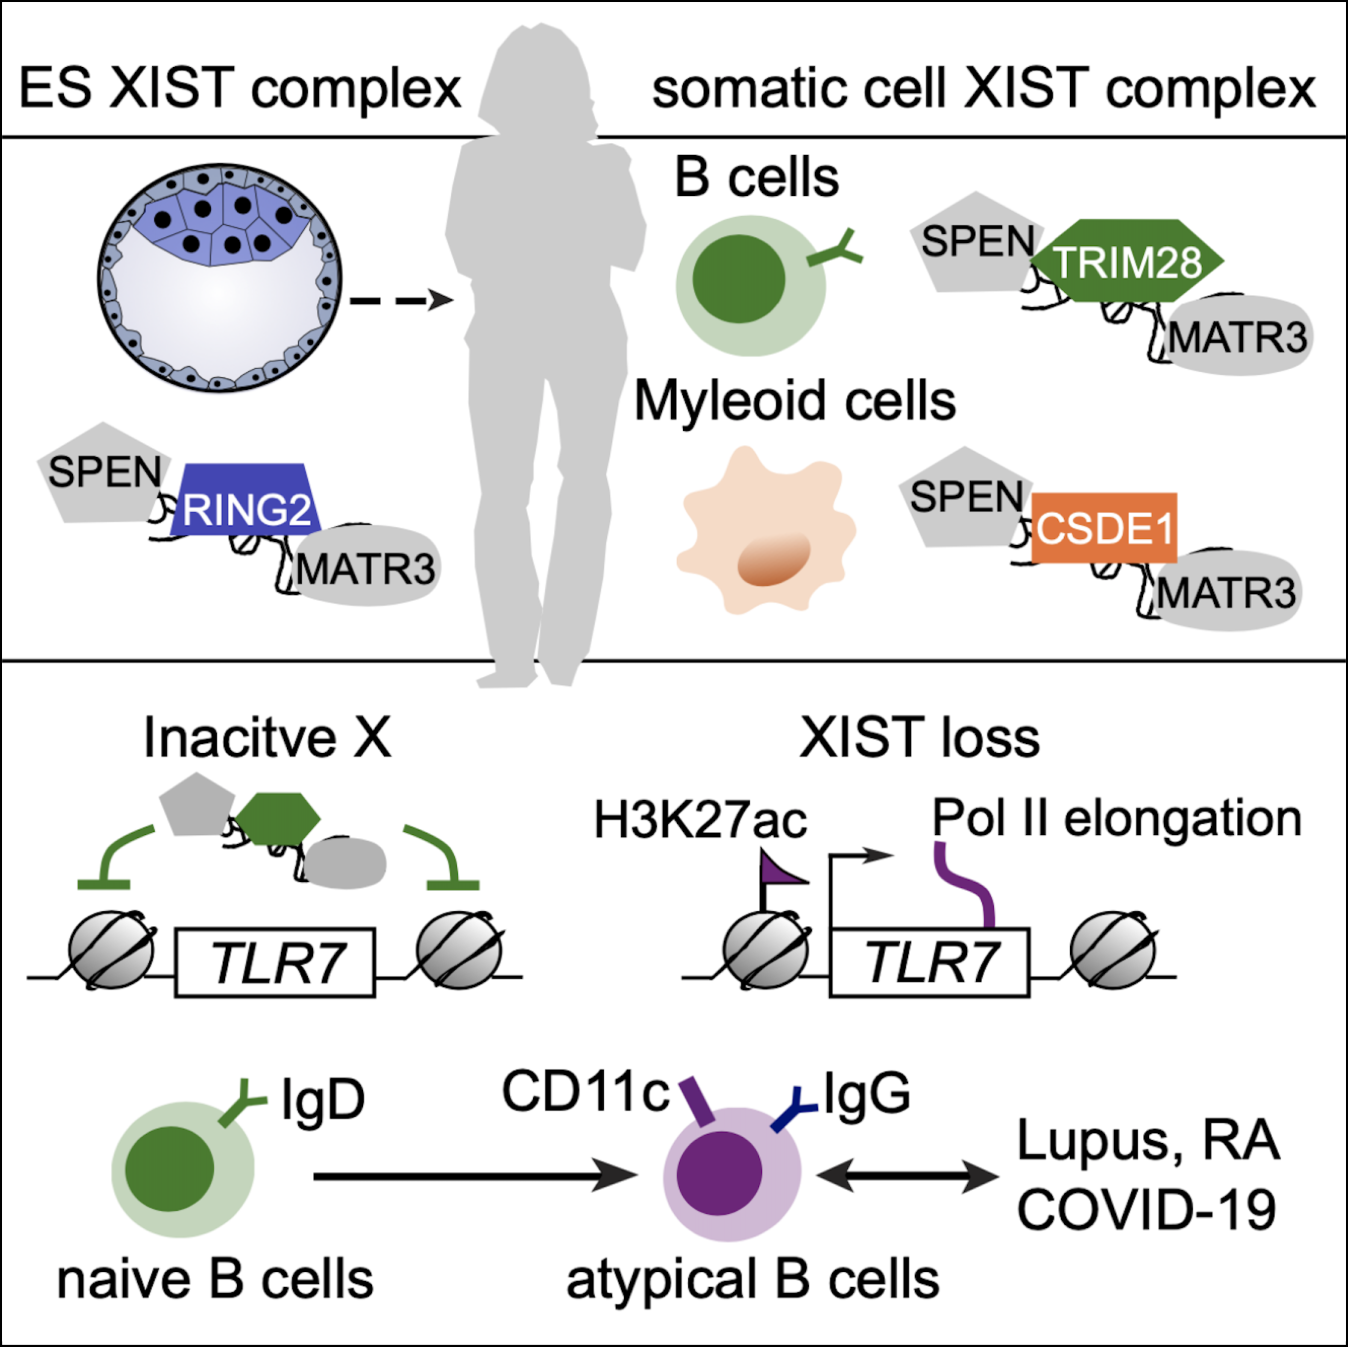 ES XIST complex
somatic cell XIST complex
B cells
SPEN
TRIM28
MATR3
Myleoid cells
SPEN
RING2
MATR3
SPEN
CSDE1
MATR3
Inacitve X
XIST loss
H3K27ac
Pol II elongation
TLR7
TLR7
IgD
CD11c
IgG
Lupus, RA
COVID-19
naive B cells
atypical B cells